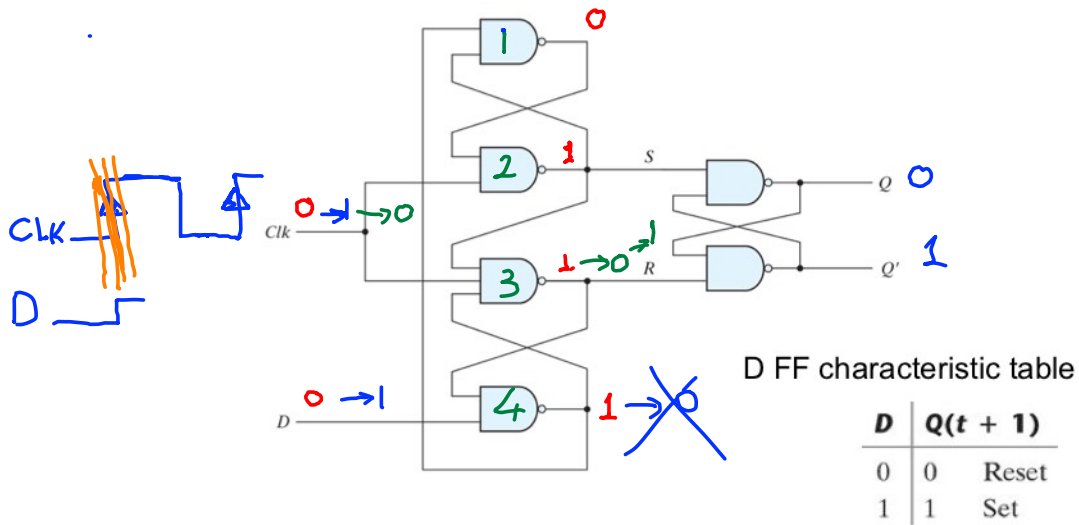 0
1
2
1
S
Q
0
0 → 1 → 0
Clk
CLK
3
1 → 0 → 1
R
Q'
1
D
D FF characteristic table
0 → 1
D
4
1 → 0
D Q(t + 1)
0 0 Reset
1 1 Set